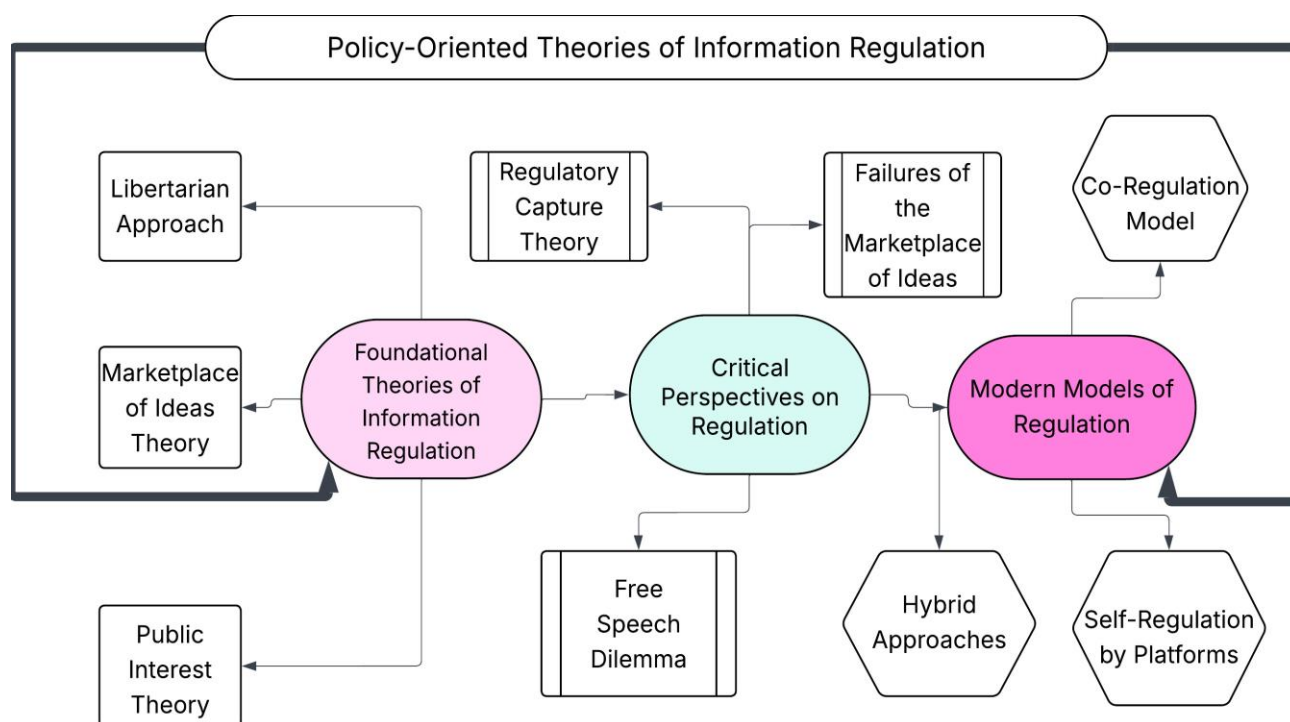 Policy-Oriented Theories of Information Regulation
Libertarian
Approach
Marketplace
of Ideas
Theory
Public
Interest
Theory
Foundational
Theories of
Information
Regulation
Regulatory
Capture
Theory
Failures of
the
Marketplace
of Ideas
Critical
Perspectives on
Regulation
Free
Speech
Dilemma
Co-Regulation
Model
Modern Models of
Regulation
Hybrid
Approaches
Self-Regulation
by Platforms